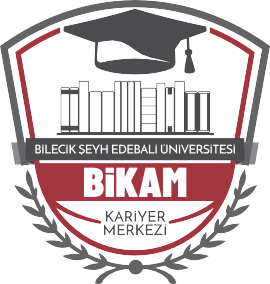 BİLECİK ŞEYH EDEBALİ ÜNİVERSİTESİ
BİKAM
KARİYER
MERKEZİ